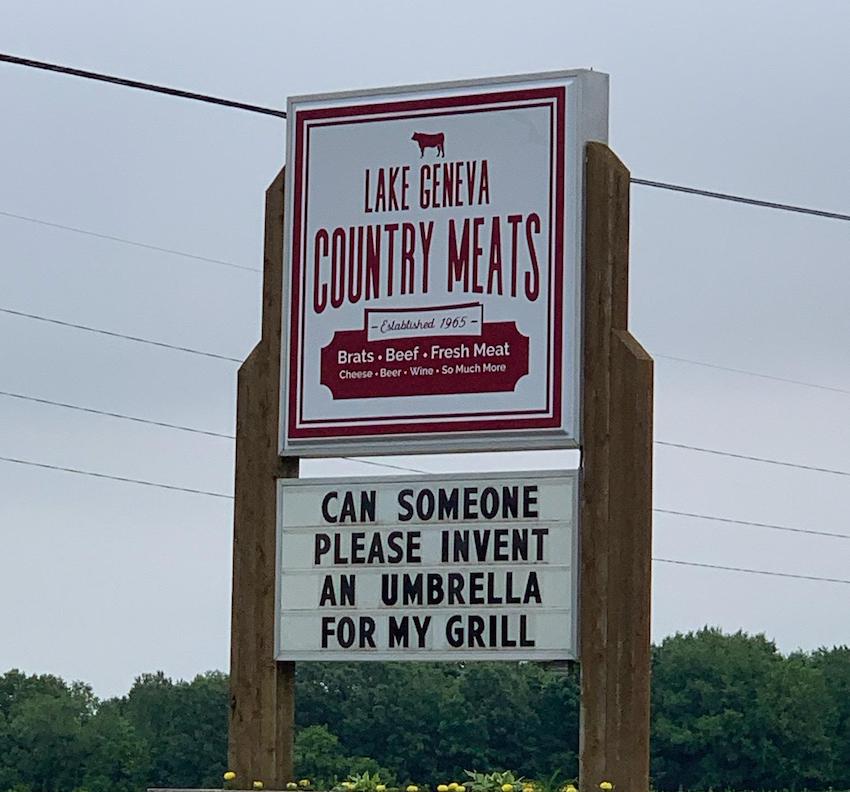 LAKE GENEVA
COUNTRY MEATS
- Established 1965 -
Brats • Beef • Fresh Meat
Cheese • Beer • Wine • So Much More
CAN SOMEONE
PLEASE INVENT
AN UMBRELLA
FOR MY GRILL